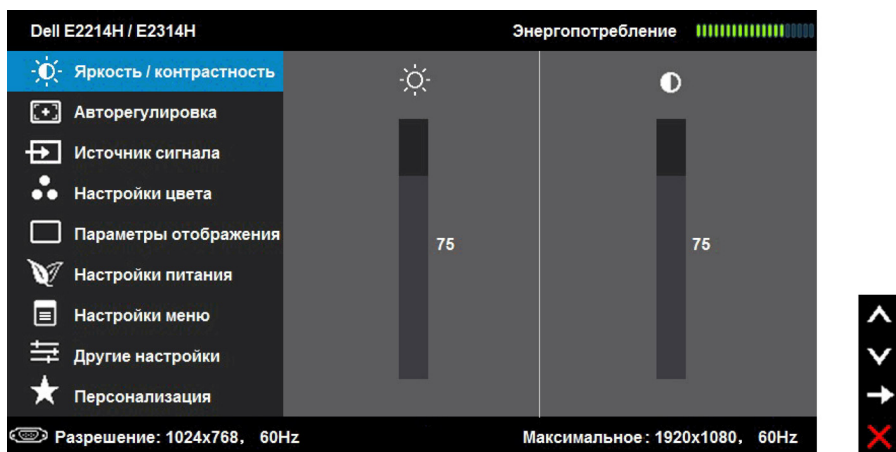 Dell E2214H / E2314H
Энергопотребление
Яркость / контрастность
Авторегулировка
Источник сигнала
Настройки цвета
Параметры отображения
75
75
Настройки питания
Настройки меню
Другие настройки
Персонализация
Разрешение: 1024x768, 60Hz
Максимальное: 1920x1080, 60Hz